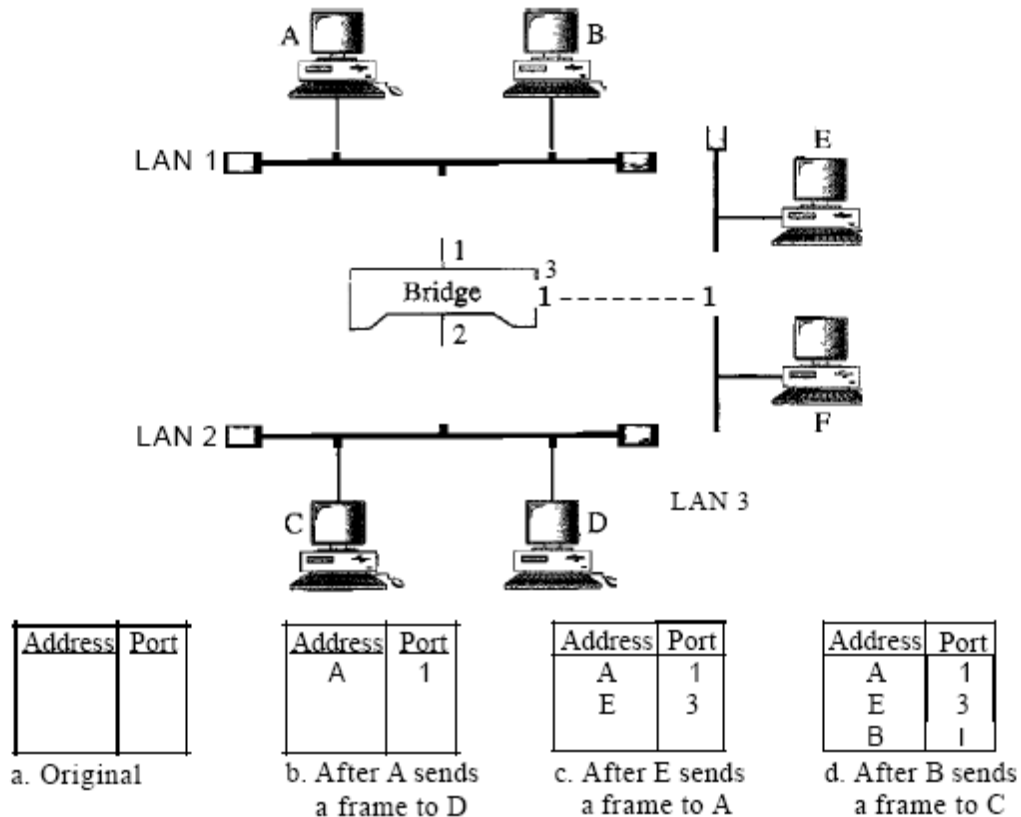 A
B
LAN 1
E
1
3
Bridge
1 ------------ 1
2
F
LAN 2
LAN 3
C
D
Address Port
Address Port
A 1
Address Port
A 1
E 3
Address Port
A 1
E 3
B I
a. Original
b. After A sends
a frame to D
c. After E sends
a frame to A
d. After B sends
a frame to C